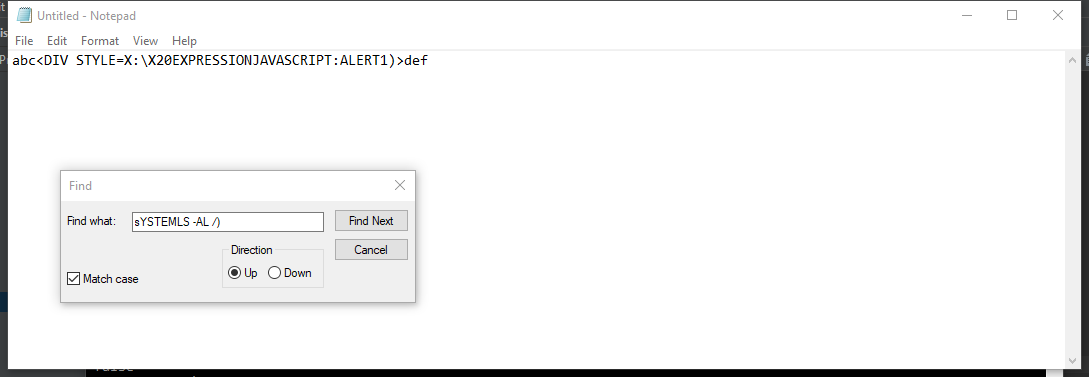 Untitled - Notepad
File Edit Format View Help
abc<DIV STYLE=X:\X20EXPRESSIONJAVASCRIPT:ALERT1)>def
Find
Find what: sYSTEMLS -AL /) Find Next
Cancel
Direction
Up Down
Match case